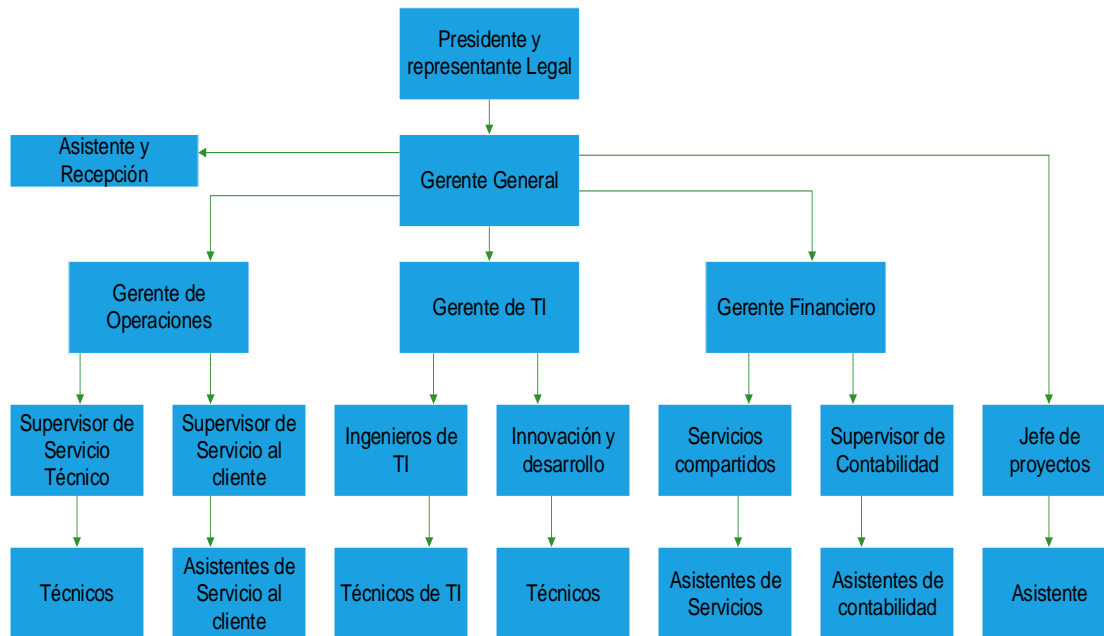 Presidente y
representante Legal
Asistente y
Recepción
Gerente General
Gerente de
Operaciones
Gerente de TI
Gerente Financiero
Supervisor de
Servicio
Técnico
Supervisor de
Servicio al
cliente
Ingenieros de
TI
Innovación y
desarrollo
Servicios
compartidos
Supervisor de
Contabilidad
Jefe de
proyectos
Técnicos
Asistentes de
Servicio al
cliente
Técnicos de TI
Técnicos
Asistentes de
Servicios
Asistentes de
contabilidad
Asistente